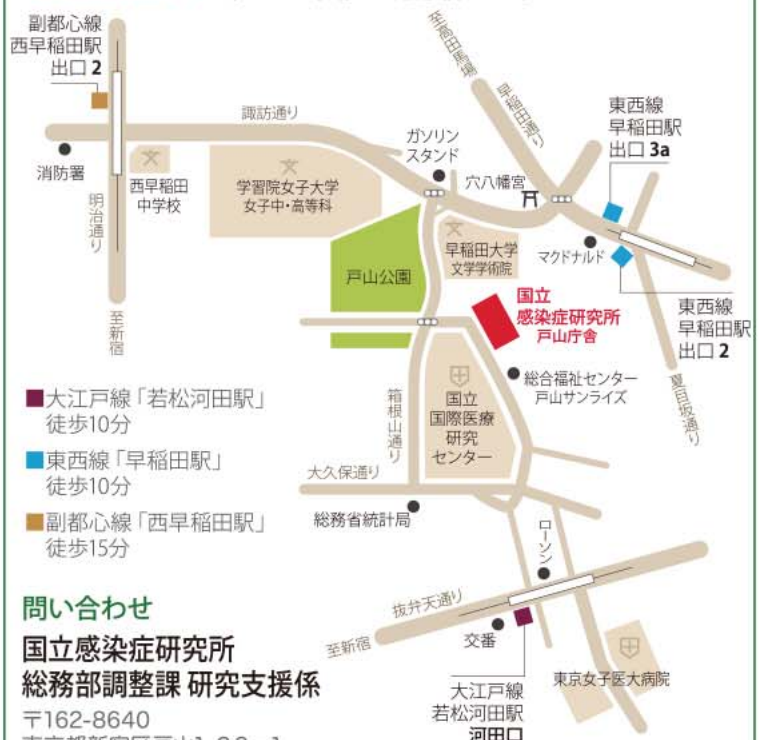 副都心線
西早稲田駅
出口 2
至高田馬場
早稲田通り
諏訪通り
ガソリン
スタンド
東西線
早稲田駅
出口 3a
消防署
西早稲田
中学校
学習院女子大学
女子中・高等科
穴八幡宮
明治通り
早稲田大学
文学学術院
マクドナルド
戸山公園
国立
感染症研究所
戸山庁舎
東西線
早稲田駅
出口 2
至新宿
総合福祉センター
戸山サンライズ
夏目坂通り
箱根山通り
国立
国際医療
研究
センター
大江戸線「若松河田駅」
徒歩10分
東西線「早稲田駅」
徒歩10分
副都心線「西早稲田駅」
徒歩15分
大久保通り
総務省統計局
ローソン
抜弁天通り
至新宿
交番
大江戸線
若松河田駅
河田口
東京女子医大病院
問い合わせ
国立感染症研究所
総務部調整課 研究支援係
〒162-8640